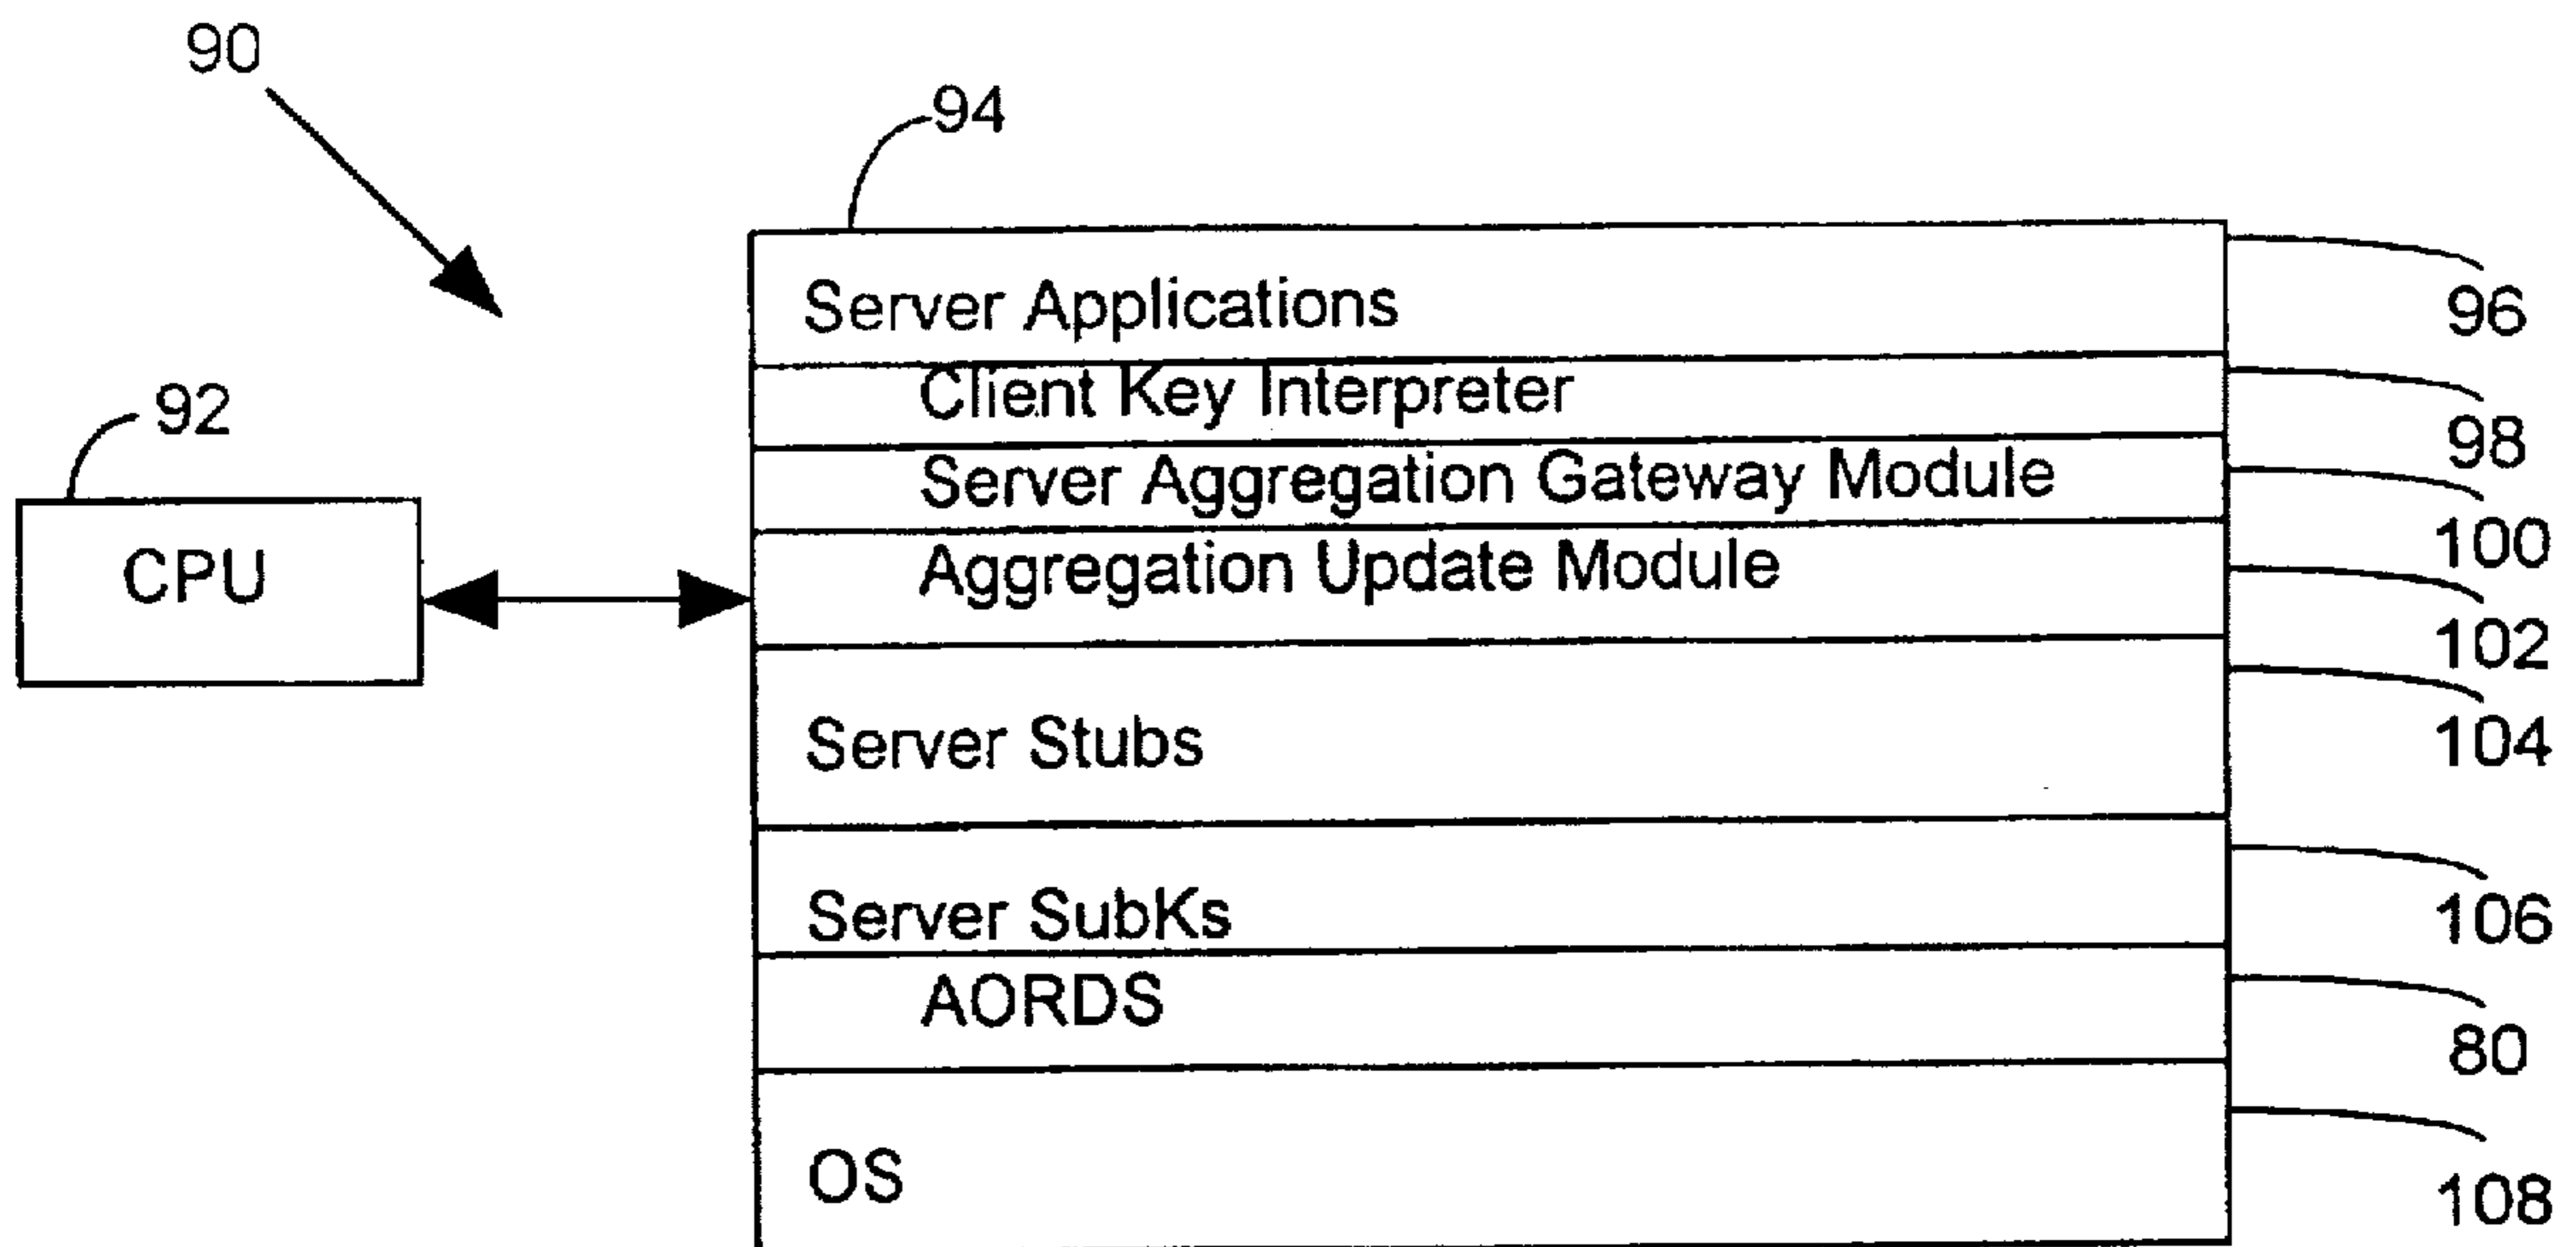 90
94
Server Applications
96
92
Client Key Interpreter
98
Server Aggregation Gateway Module
100
CPU
Aggregation Update Module
102
Server Stubs
104
Server SubKs
106
AORDS
80
OS
108